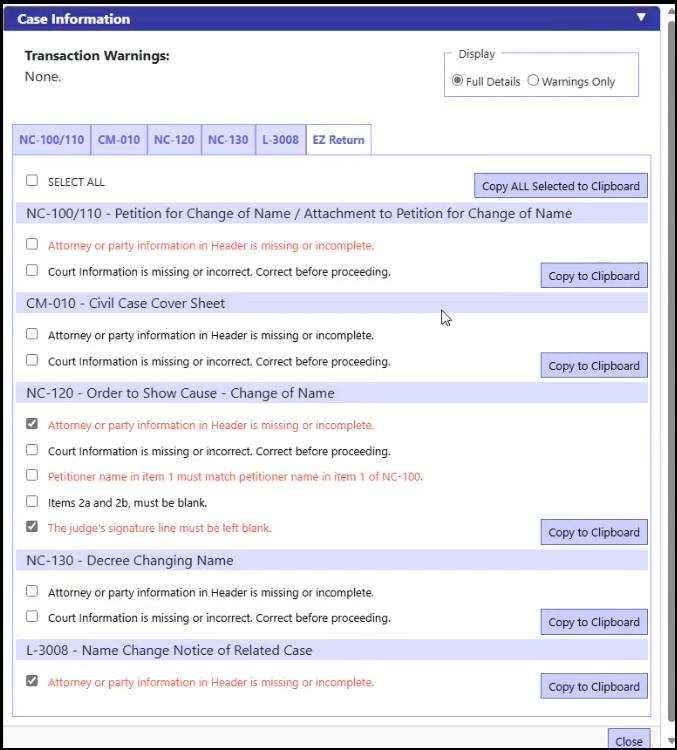 Case Information
Transaction Warnings:
None.
Display
Full Details Warnings Only
NC-100/110 CM-010 NC-120 NC-130 L-3008 EZ Return
SELECT ALL
Copy ALL Selected to Clipboard
NC-100/110 - Petition for Change of Name / Attachment to Petition for Change of Name
Attorney or party information in Header is missing or incomplete.
Court Information is missing or incorrect. Correct before proceeding.
Copy to Clipboard
CM-010 - Civil Case Cover Sheet
Attorney or party information in Header is missing or incomplete.
Court Information is missing or incorrect. Correct before proceeding.
Copy to Clipboard
NC-120 - Order to Show Cause - Change of Name
Attorney or party information in Header is missing or incomplete.
Court Information is missing or incorrect. Correct before proceeding.
Petitioner name in item 1 must match petitioner name in item 1 of NC-100.
Items 2a and 2b, must be blank.
The judge's signature line must be left blank.
Copy to Clipboard
NC-130 - Decree Changing Name
Attorney or party information in Header is missing or incomplete.
Court Information is missing or incorrect. Correct before proceeding.
Copy to Clipboard
L-3008 - Name Change Notice of Related Case
Attorney or party information in Header is missing or incomplete.
Copy to Clipboard
Close